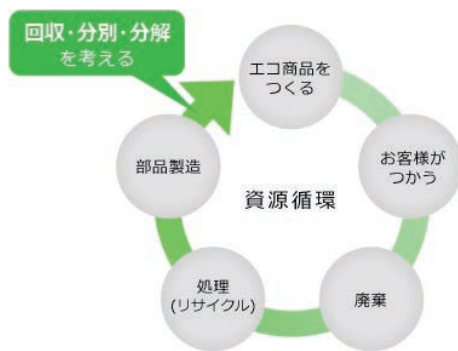 回収・分別・分解
を考える
エコ商品を
つくる
お客様が
つかう
廃棄
処理
(リサイクル)
部品製造
資源循環